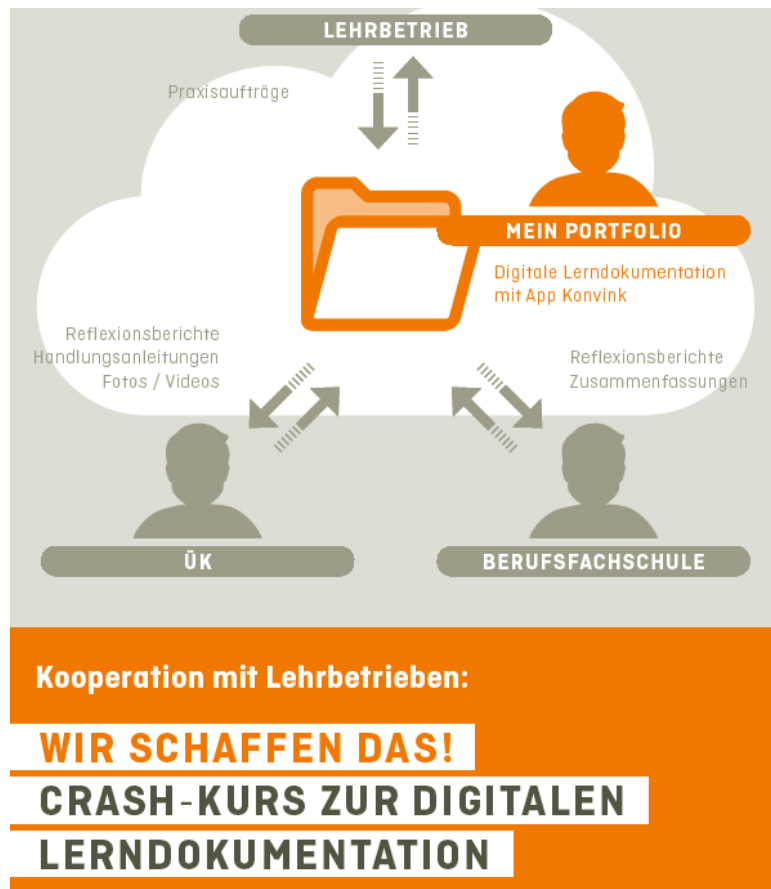 LEHRBETRIEB
Praxisaufträge
MEIN PORTFOLIO
Digitale Lerndokumentation
mit App Konvink
Reflexionsberichte
Handlungsanleitungen
Fotos / Videos
Reflexionsberichte
Zusammenfassungen
ÜK
BERUFSFACHSCHULE
Kooperation mit Lehrbetrieben:
WIR SCHAFFEN DAS!
CRASH-KURS ZUR DIGITALEN
LERNDOKUMENTATION